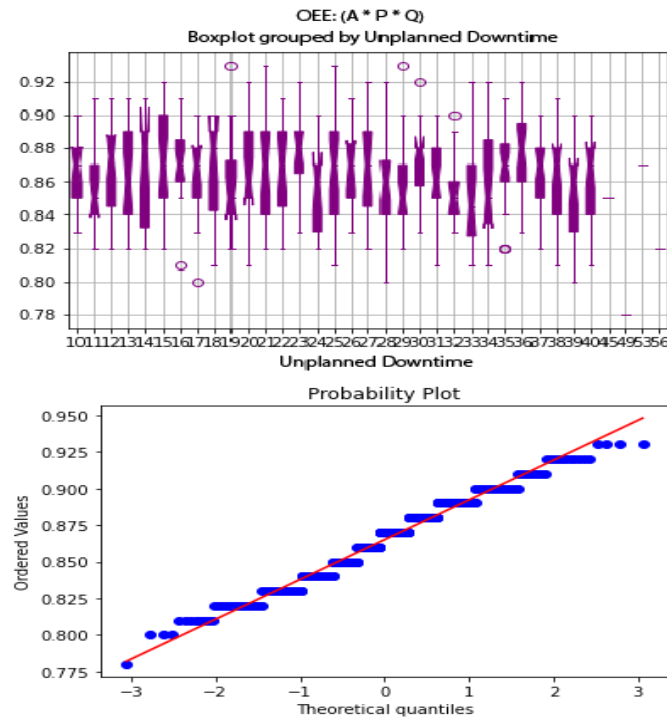 OEE: (A * P * Q)
Boxplot grouped by Unplanned Downtime
0.92
0.90
0.88
0.86
0.84
0.82
0.80
0.78
10111213141516171819202122232425262728293031323334353637383940445495356
Unplanned Downtime
Probability Plot
0.950
0.925
0.900
0.875
0.850
0.825
0.800
0.775
Ordered Values
−3 −2 −1 0 1 2 3
Theoretical quantiles